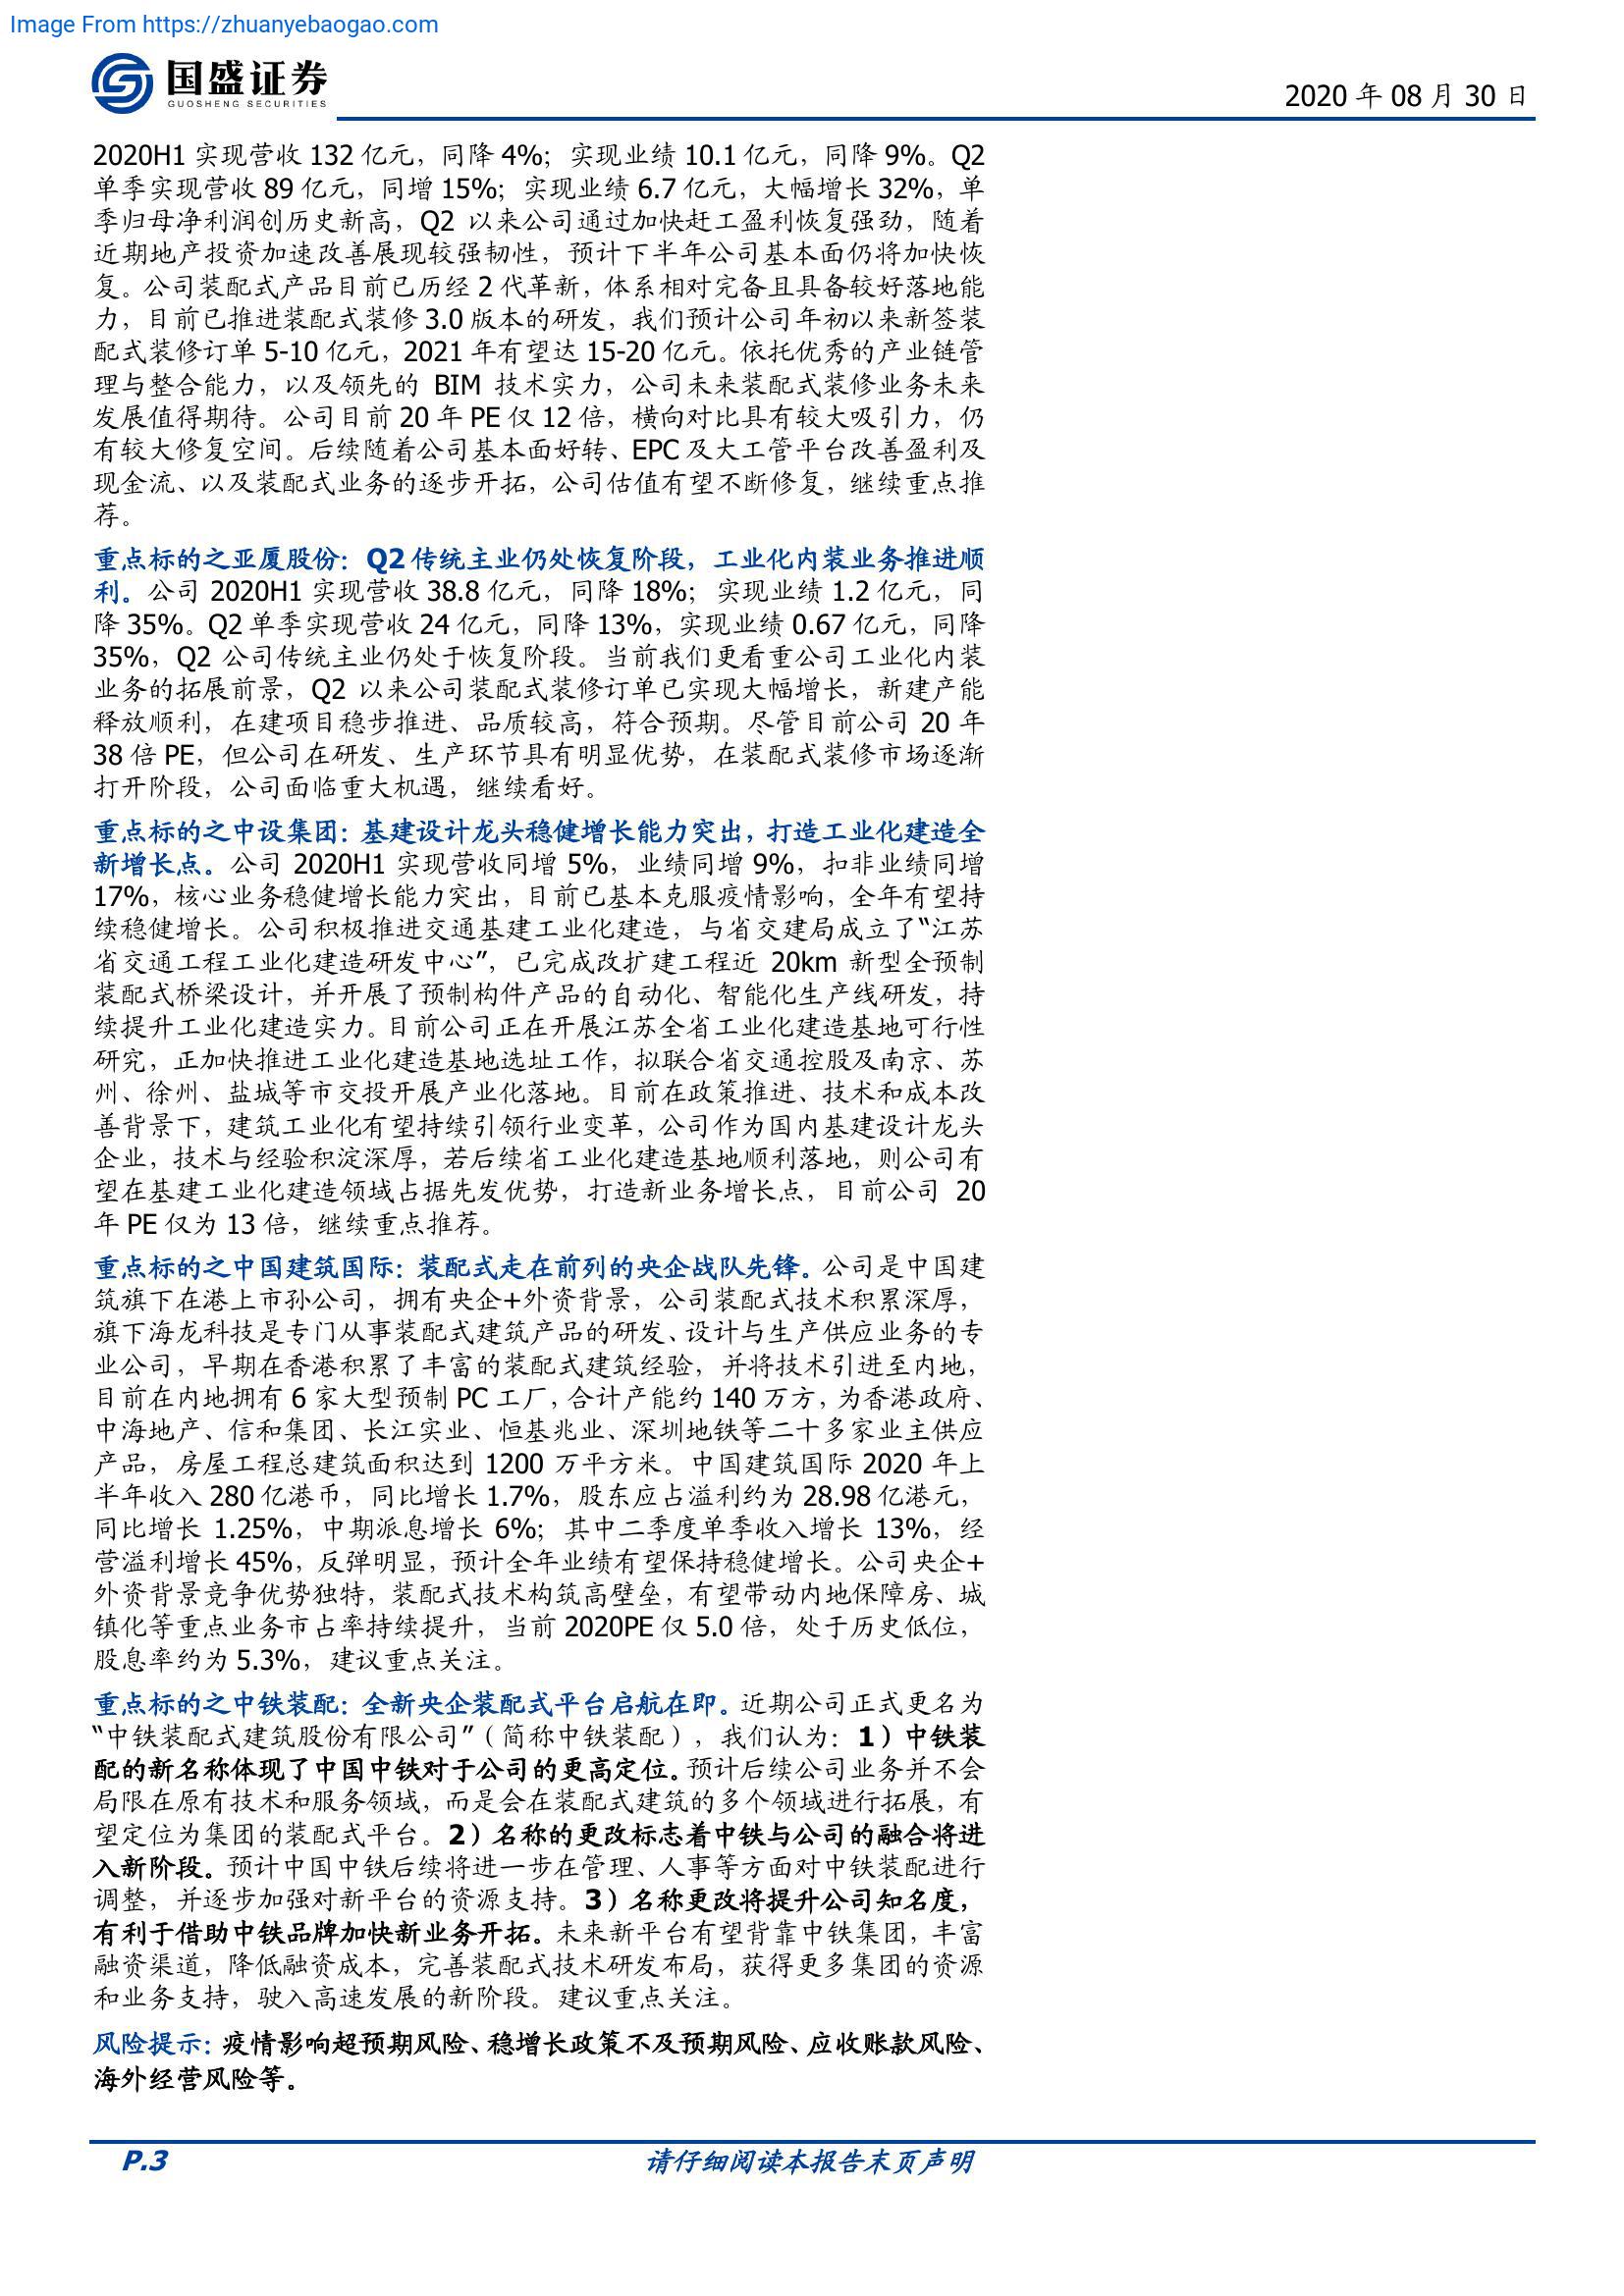 Image From https://zhuanyebaogao.com
国盛证券
GUOSHENG SECURITIES
2020 年 08 月 30 日
2020H1 实现营收 132 亿元，同降 4%；实现业绩 10.1 亿元，同降 9%。Q2
单季实现营收 89 亿元，同增 15%；实现业绩 6.7 亿元，大幅增长 32%，单
季归母净利润创历史新高，Q2 以来公司通过加快赶工盈利恢复强劲，随着
近期地产投资加速改善展现较强韧性，预计下半年公司基本面仍将加快恢
复。公司装配式产品目前已历经 2 代革新，体系相对完备且具备较好落地能
力，目前已推进装配式装修 3.0 版本的研发，我们预计公司年初以来新签装
配式装修订单 5-10 亿元，2021 年有望达 15-20 亿元。依托优秀的产业链管
理与整合能力，以及领先的 BIM 技术实力，公司未来装配式装修业务未来
发展值得期待。公司目前 20 年 PE 仅 12 倍，横向对比具有较大吸引力，仍
有较大修复空间。后续随着公司基本面好转、EPC 及大工管平台改善盈利及
现金流、以及装配式业务的逐步开拓，公司估值有望不断修复，继续重点推
荐。
重点标的之亚厦股份：Q2 传统主业仍处恢复阶段，工业化内装业务推进顺
利。公司 2020H1 实现营收 38.8 亿元，同降 18%；实现业绩 1.2 亿元，同
降 35%。Q2 单季实现营收 24 亿元，同降 13%，实现业绩 0.67 亿元，同降
35%，Q2 公司传统主业仍处于恢复阶段。当前我们更看重公司工业化内装
业务的拓展前景，Q2 以来公司装配式装修订单已实现大幅增长，新建产能
释放顺利，在建项目稳步推进、品质较高，符合预期。尽管目前公司 20 年
38 倍 PE，但公司在研发、生产环节具有明显优势，在装配式装修市场逐渐
打开阶段，公司面临重大机遇，继续看好。
重点标的之中设集团：基建设计龙头稳健增长能力突出，打造工业化建造全
新增长点。公司 2020H1 实现营收同增 5%，业绩同增 9%，扣非业绩同增
17%，核心业务稳健增长能力突出，目前已基本克服疫情影响，全年有望持
续稳健增长。公司积极推进交通基建工业化建造，与省交建局成立了“江苏
省交通工程工业化建造研发中心”，已完成改扩建工程近 20km 新型全预制
装配式桥梁设计，并开展了预制构件产品的自动化、智能化生产线研发，持
续提升工业化建造实力。目前公司正在开展江苏全省工业化建造基地可行性
研究，正加快推进工业化建造基地选址工作，拟联合省交通控股及南京、苏
州、徐州、盐城等市交投开展产业化落地。目前在政策推进、技术和成本改
善背景下，建筑工业化有望持续引领行业变革，公司作为国内基建设计龙头
企业，技术与经验积淀深厚，若后续省工业化建造基地顺利落地，则公司有
望在基建工业化建造领域占据先发优势，打造新业务增长点，目前公司 20
年 PE 仅为 13 倍，继续重点推荐。
重点标的之中国建筑国际：装配式走在前列的央企战队先锋。公司是中国建
筑旗下在港上市孙公司，拥有央企+外资背景，公司装配式技术积累深厚，
旗下海龙科技是专门从事装配式建筑产品的研发、设计与生产供应业务的专
业公司，早期在香港积累了丰富的装配式建筑经验，并将技术引进至内地，
目前在内地拥有 6 家大型预制 PC 工厂，合计产能约 140 万方，为香港政府、
中海地产、信和集团、长江实业、恒基兆业、深圳地铁等二十多家业主供应
产品，房屋工程总建筑面积达到 1200 万平方米。中国建筑国际 2020 年上
半年收入 280 亿港币，同比增长 1.7%，股东应占溢利约为 28.98 亿港元，
同比增长 1.25%，中期派息增长 6%；其中二季度单季收入增长 13%，经
营溢利增长 45%，反弹明显，预计全年业绩有望保持稳健增长。公司央企+
外资背景竞争优势独特，装配式技术构筑高壁垒，有望带动内地保障房、城
镇化等重点业务市占率持续提升，当前 2020PE 仅 5.0 倍，处于历史低位，
股息率约为 5.3%，建议重点关注。
重点标的之中铁装配：全新央企装配式平台启航在即。近期公司正式更名为
“中铁装配式建筑股份有限公司”（简称中铁装配），我们认为：1）中铁装
配的新名称体现了中国中铁对于公司的更高定位。预计后续公司业务并不会
局限在原有技术和服务领域，而是会在装配式建筑的多个领域进行拓展，有
望定位为集团的装配式平台。2）名称的更改标志着中铁与公司的融合将进
入新阶段。预计中国中铁后续将进一步在管理、人事等方面对中铁装配进行
调整，并逐步加强对新平台的资源支持。3）名称更改将提升公司知名度，
有利于借助中铁品牌加快新业务开拓。未来新平台有望背靠中铁集团，丰富
融资渠道，降低融资成本，完善装配式技术研发布局，获得更多集团的资源
和业务支持，驶入高速发展的新阶段。建议重点关注。
风险提示：疫情影响超预期风险、稳增长政策不及预期风险、应收账款风险、
海外经营风险等。
P.3
请仔细阅读本报告末页声明